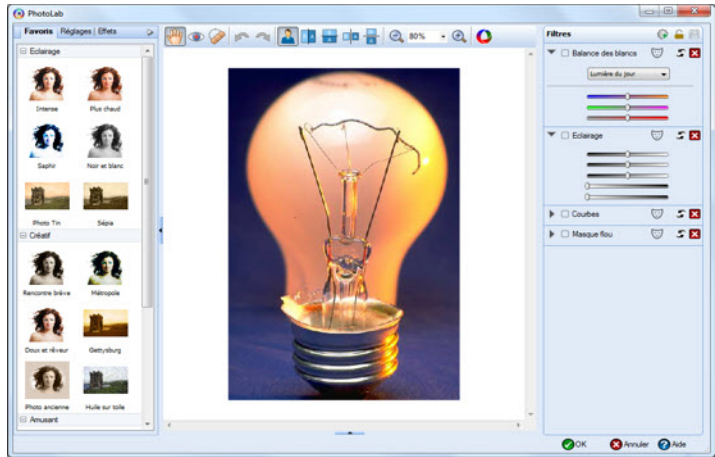 PhotoLab
Favoris Réglages | Effets
80%
Filtres
Eclairage
Intense Plus chaud
Saphir Noir et blanc
Photo Tin Sépia
Créatif
Rencontre brève Métropole
Doux et rêveur Gettysburg
Photo ancienne Huile sur toile
Amusant
Balance des blancs
Lumière du jour
Eclairage
Courbes
Masque flou
OK Annuler Aide